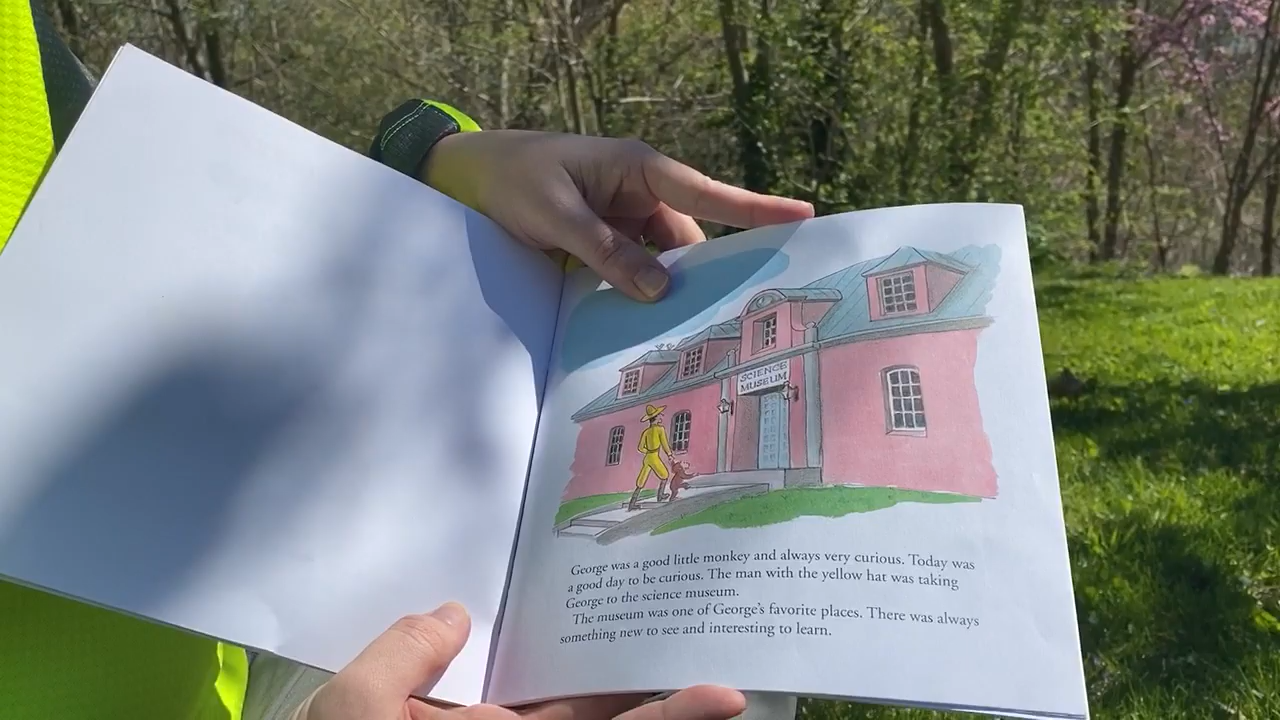 SCIENCE
MUSEUM
George was a good little monkey and always very curious. Today was
a good day to be curious. The man with the yellow hat was taking
George to the science museum.
The museum was one of George's favorite places. There was always
something new to see and interesting to learn.